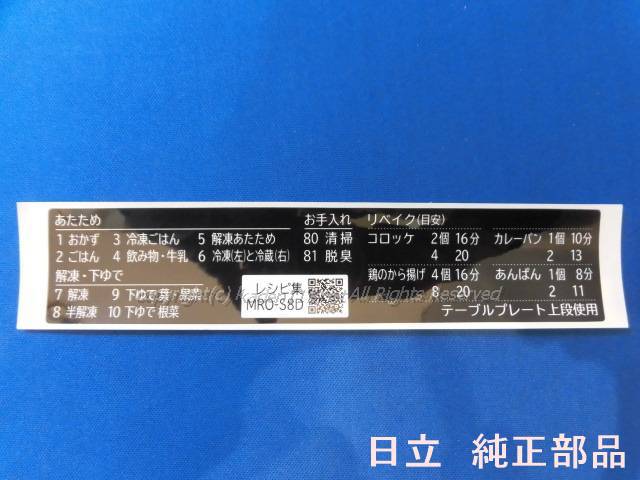 あたため
1 おかず 3 冷凍ごはん 5 解凍あたため
2 ごはん 4 飲み物・牛乳 6 冷凍(左)と冷蔵(右)
解凍・下ゆで
7 解凍 9 下ゆで 葉・果菜
8 半解凍 10 下ゆで 根菜
お手入れ
80 清掃
81 脱臭
レシピ集
MRO-S8D
リベイク(目安)
コロッケ 2個 16分
4 20
鶏のから揚げ 4個 16分
8 20
カレーパン 1個 10分
2 13
あんぱん 1個 8分
2 11
テーブルプレート上段使用
Copyright(c) All Rights Reserved
日立 純正部品